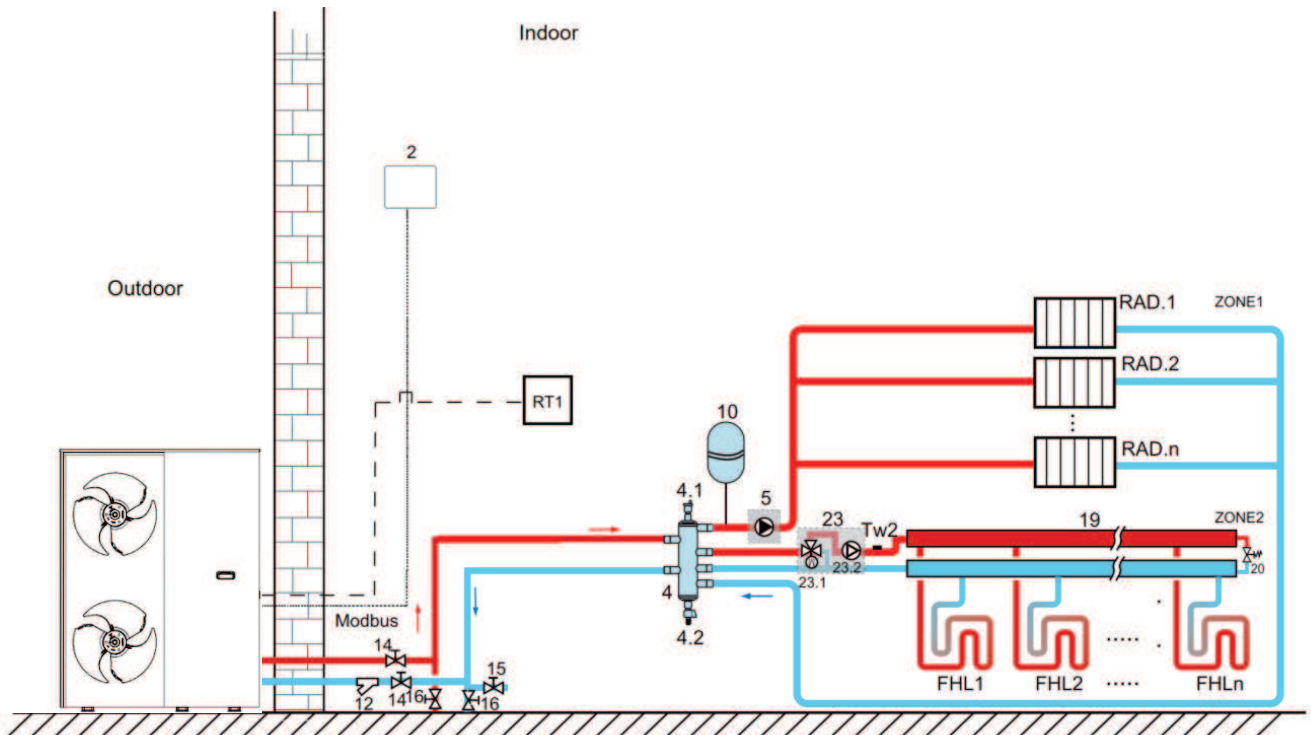 Indoor
2
Outdoor
RAD.1
ZONE1
RAD.2
RT1
10
RAD.n
4.1
5
23
Tw2
19
ZONE2
20
23.1
23.2
4
4.2
Modbus
14
15
12
14
16
16
FHL1
FHL2
FHLn